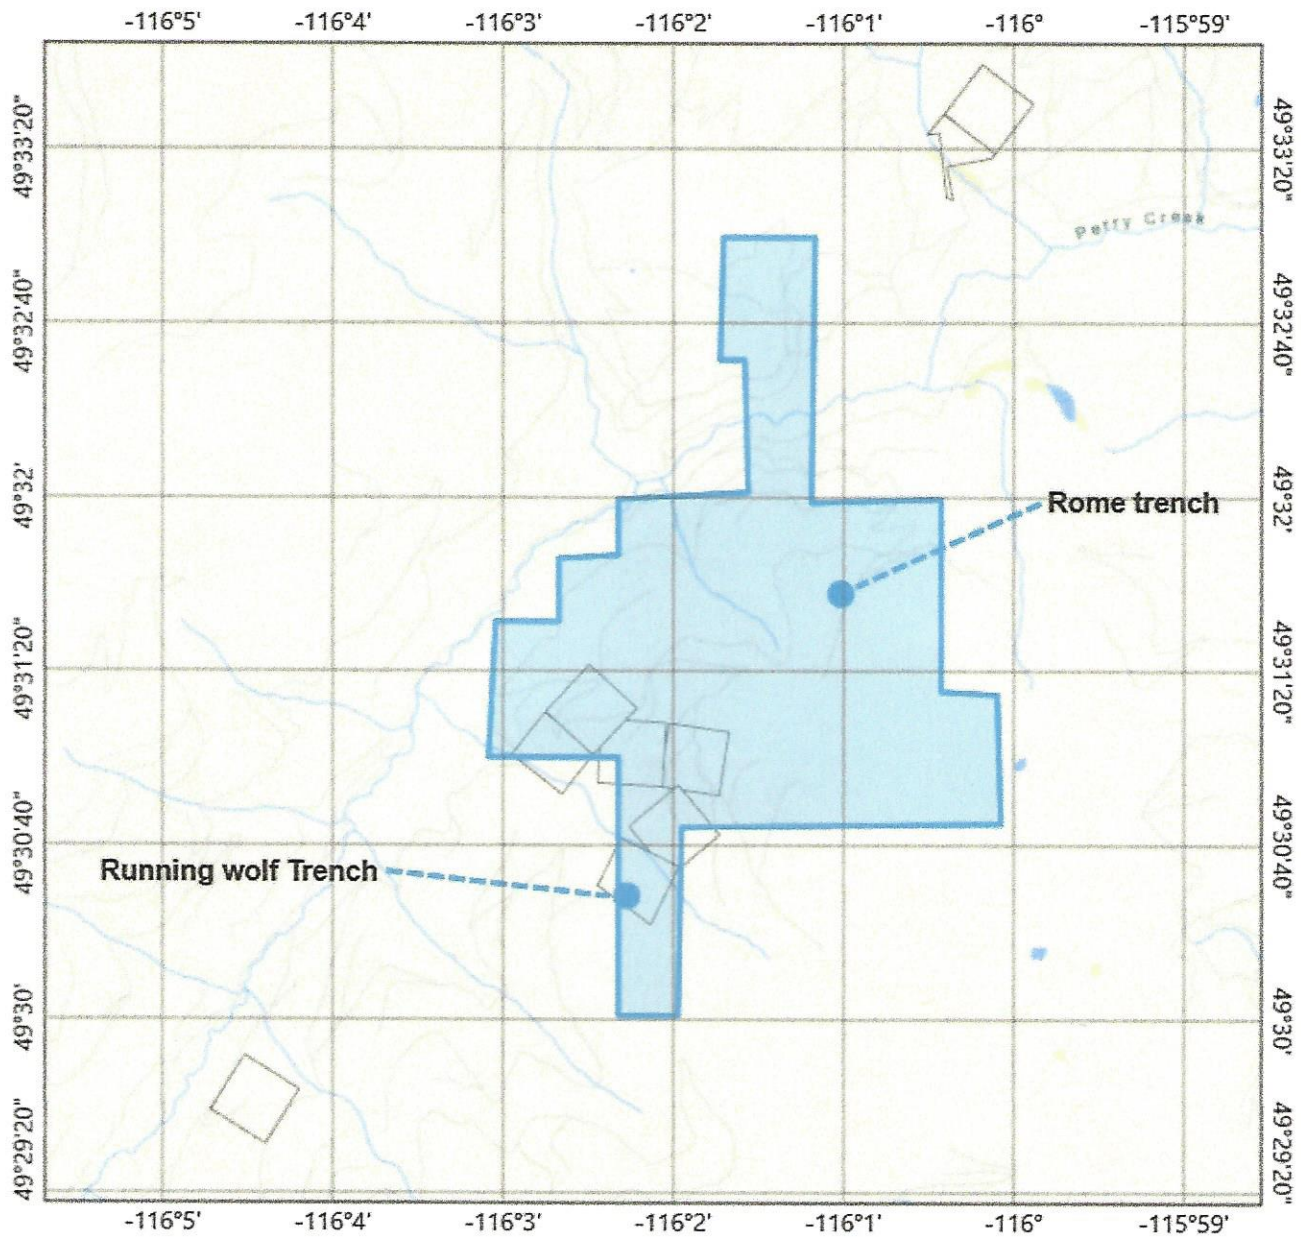 -116°5' -116°4' -116°3' -116°2' -116°1' -116° -115°59'
49°33'20" 49°33'20"
Petty Creek
49°32'40" 49°32'40"
49°32' 49°32'
Rome trench
49°31'20" 49°31'20"
49°30'40" 49°30'40"
Running wolf Trench
49°30' 49°30'
49°29'20" 49°29'20"
-116°5' -116°4' -116°3' -116°2' -116°1' -116° -115°59'